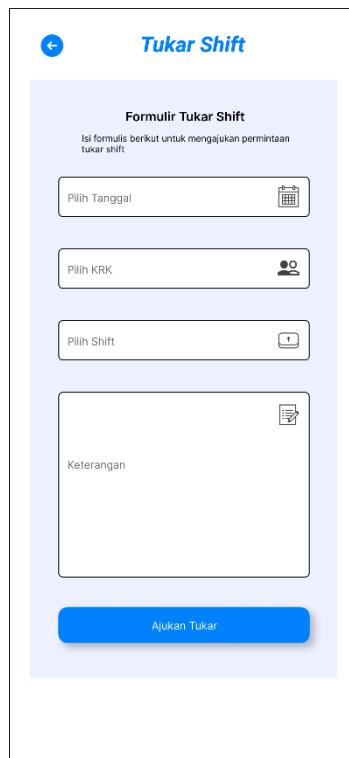 Tukar Shift
Formulir Tukar Shift
Isi formulis berikut untuk mengajukan permintaan
tukar shift
Pilih Tanggal
Pilih KRK
Pilih Shift
Keterangan
Ajukan Tukar